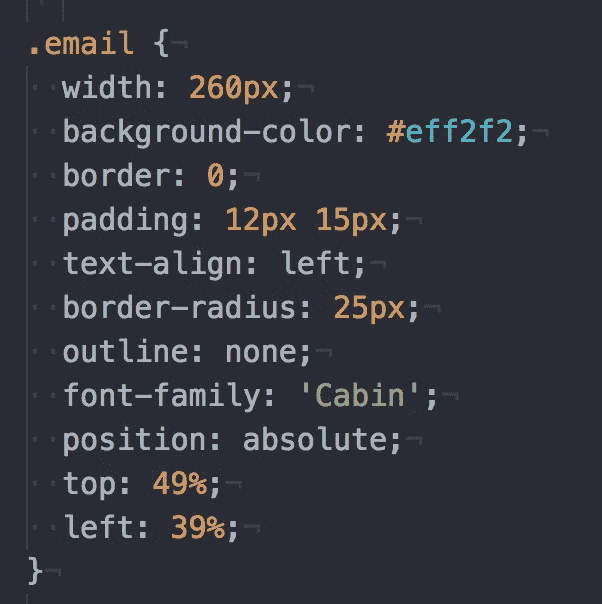 .email {
width: 260px;
background-color: #eff2f2;
border: 0;
padding: 12px 15px;
text-align: left;
border-radius: 25px;
outline: none;
font-family: 'Cabin';
position: absolute;
top: 49%;
left: 39%;
}